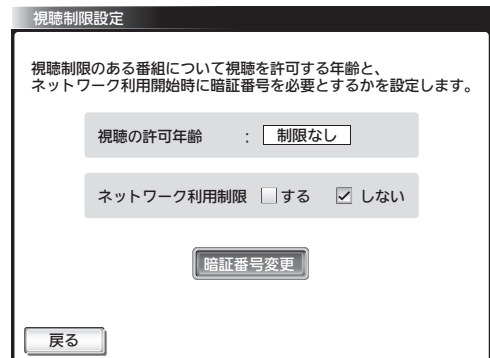 視聴制限設定
視聴制限のある番組について視聴を許可する年齢と、
ネットワーク利用開始時に暗証番号を必要とするかを設定します。
視聴の許可年齢 : 制限なし
ネットワーク利用制限 する しない
暗証番号変更
戻る